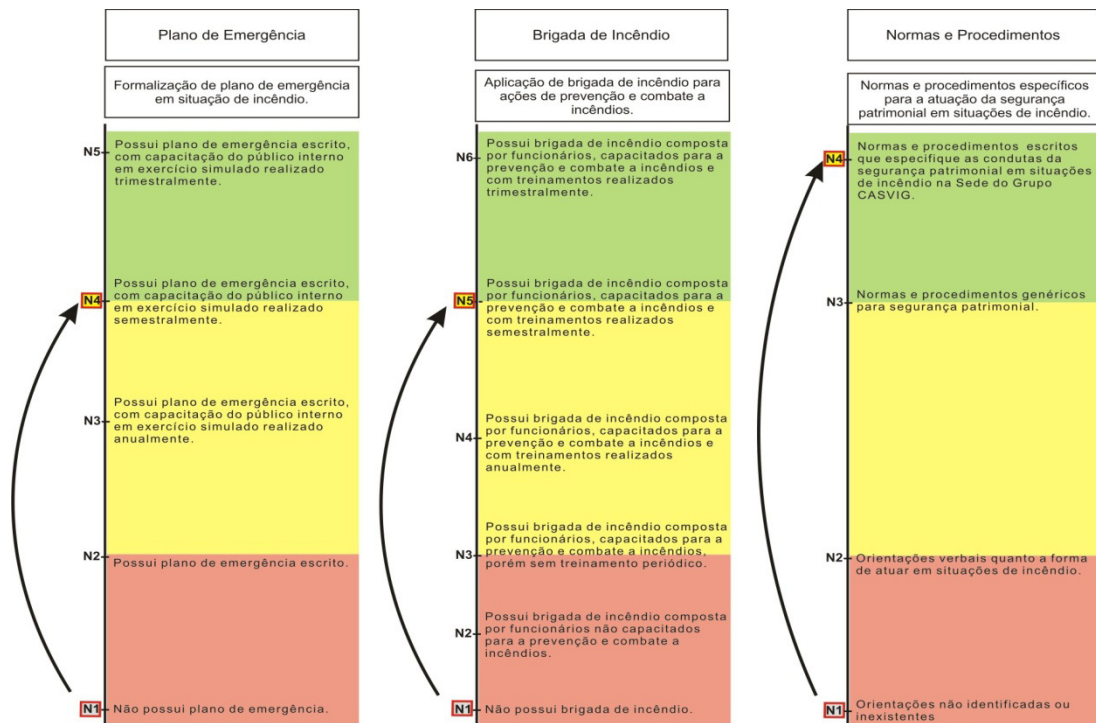 Plano de Emergência
Formalização de plano de emergência
em situação de incêndio.
N5
Possui plano de emergência escrito,
com capacitação do público interno
em exercício simulado realizado
trimestralmente.
N4
Possui plano de emergência escrito,
com capacitação do público interno
em exercício simulado realizado
semestralmente.
N3
Possui plano de emergência escrito,
com capacitação do público interno
em exercício simulado realizado
anualmente.
N2
Possui plano de emergência escrito.
N1
Não possui plano de emergência.
Brigada de Incêndio
Aplicação de brigada de incêndio para
ações de prevenção e combate a
incêndios.
N6
Possui brigada de incêndio composta
por funcionários, capacitados para a
prevenção e combate a incêndios e
com treinamentos realizados
trimestralmente.
N5
Possui brigada de incêndio composta
por funcionários, capacitados para a
prevenção e combate a incêndios e
com treinamentos realizados
semestralmente.
N4
Possui brigada de incêndio composta
por funcionários, capacitados para a
prevenção e combate a incêndios e
com treinamentos realizados
anualmente.
N3
Possui brigada de incêndio composta
por funcionários, capacitados para a
prevenção e combate a incêndios,
porém sem treinamento periódico.
N2
Possui brigada de incêndio composta
por funcionários não capacitados
para a prevenção e combate a
incêndios.
N1
Não possui brigada de incêndio.
Normas e Procedimentos
Normas e procedimentos específicos
para a atuação da segurança
patrimonial em situações de incêndio.
N4
Normas e procedimentos escritos
que especifique as condutas da
segurança patrimonial em situações
de incêndio na Sede do Grupo
CASVIG.
N3
Normas e procedimentos genéricos
para segurança patrimonial.
N2
Orientações verbais quanto a forma
de atuar em situações de incêndio.
N1
Orientações não identificadas ou
inexistentes